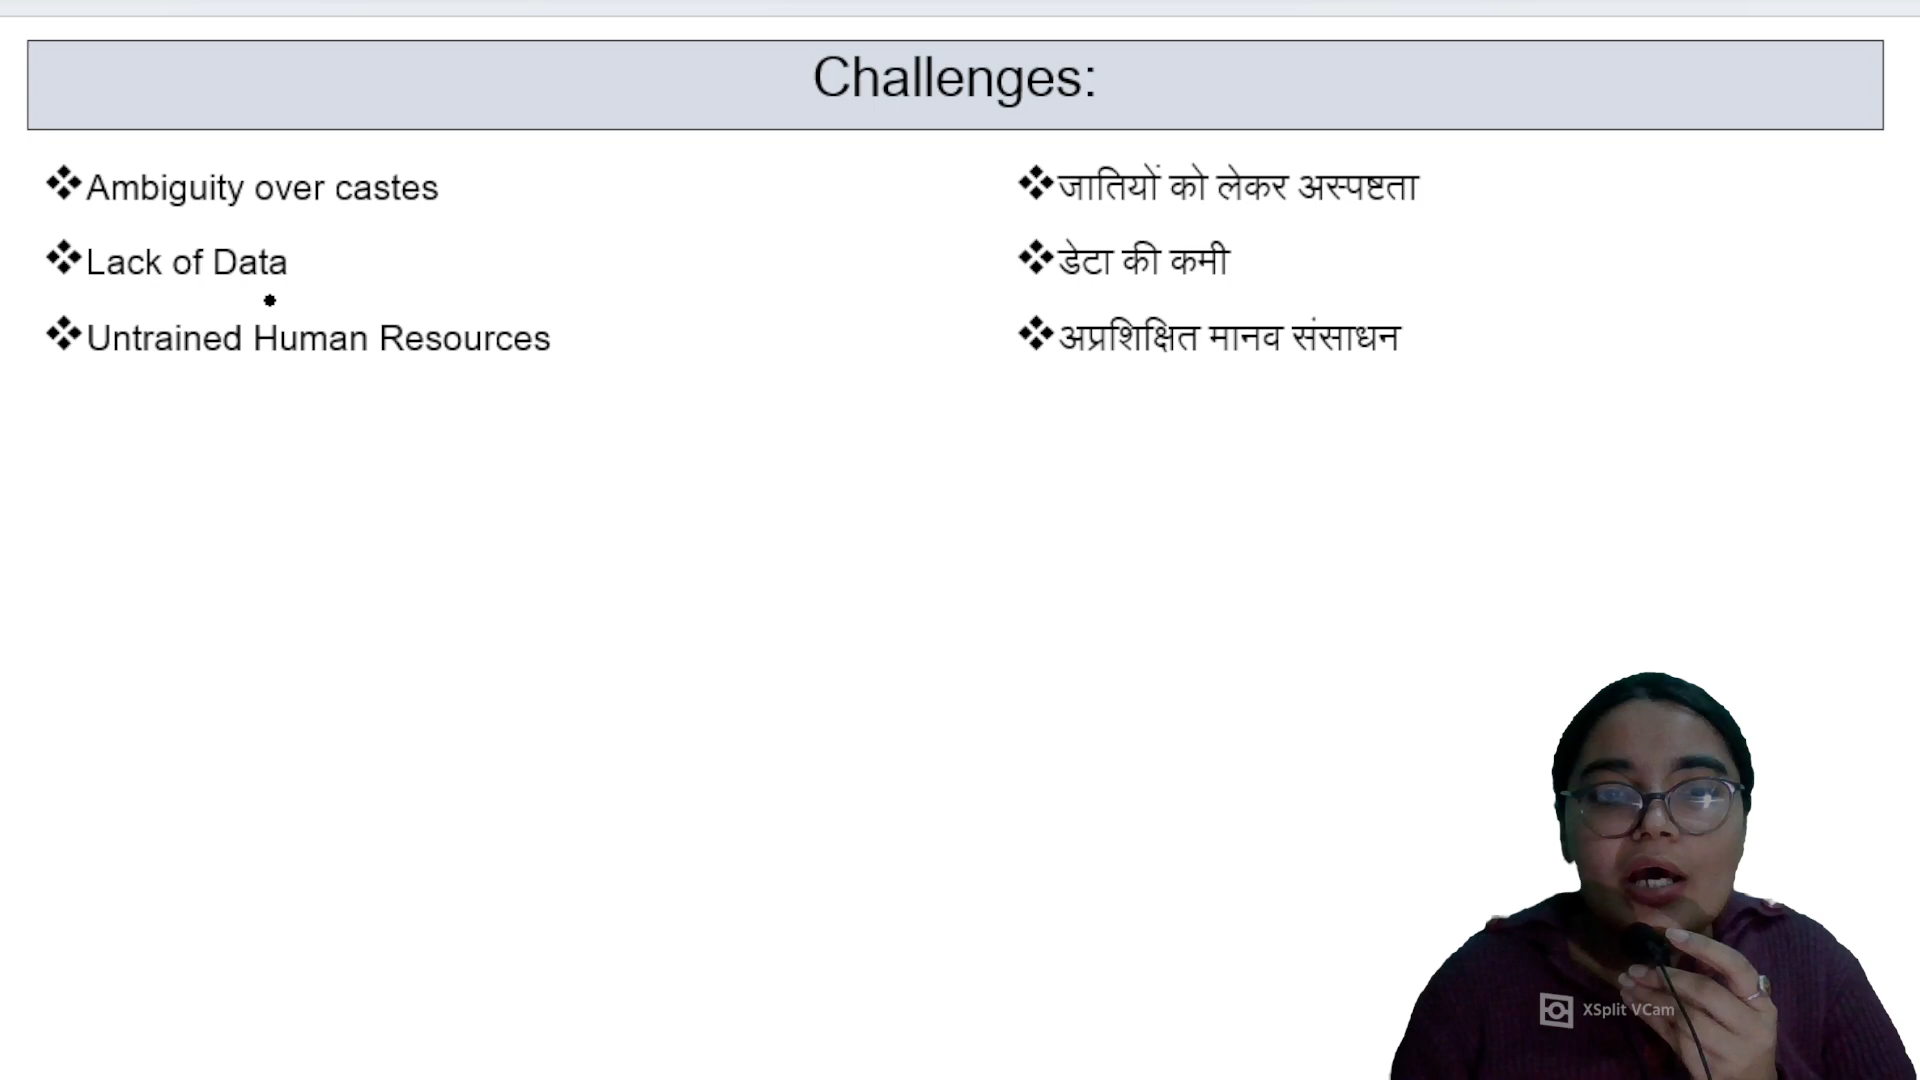 Challenges:
❖Ambiguity over castes
❖Lack of Data
❖Untrained Human Resources
❖जातियों को लेकर अस्पष्टता
❖डेटा की कमी
❖अप्रशिक्षित मानव संसाधन
XSplit VCam